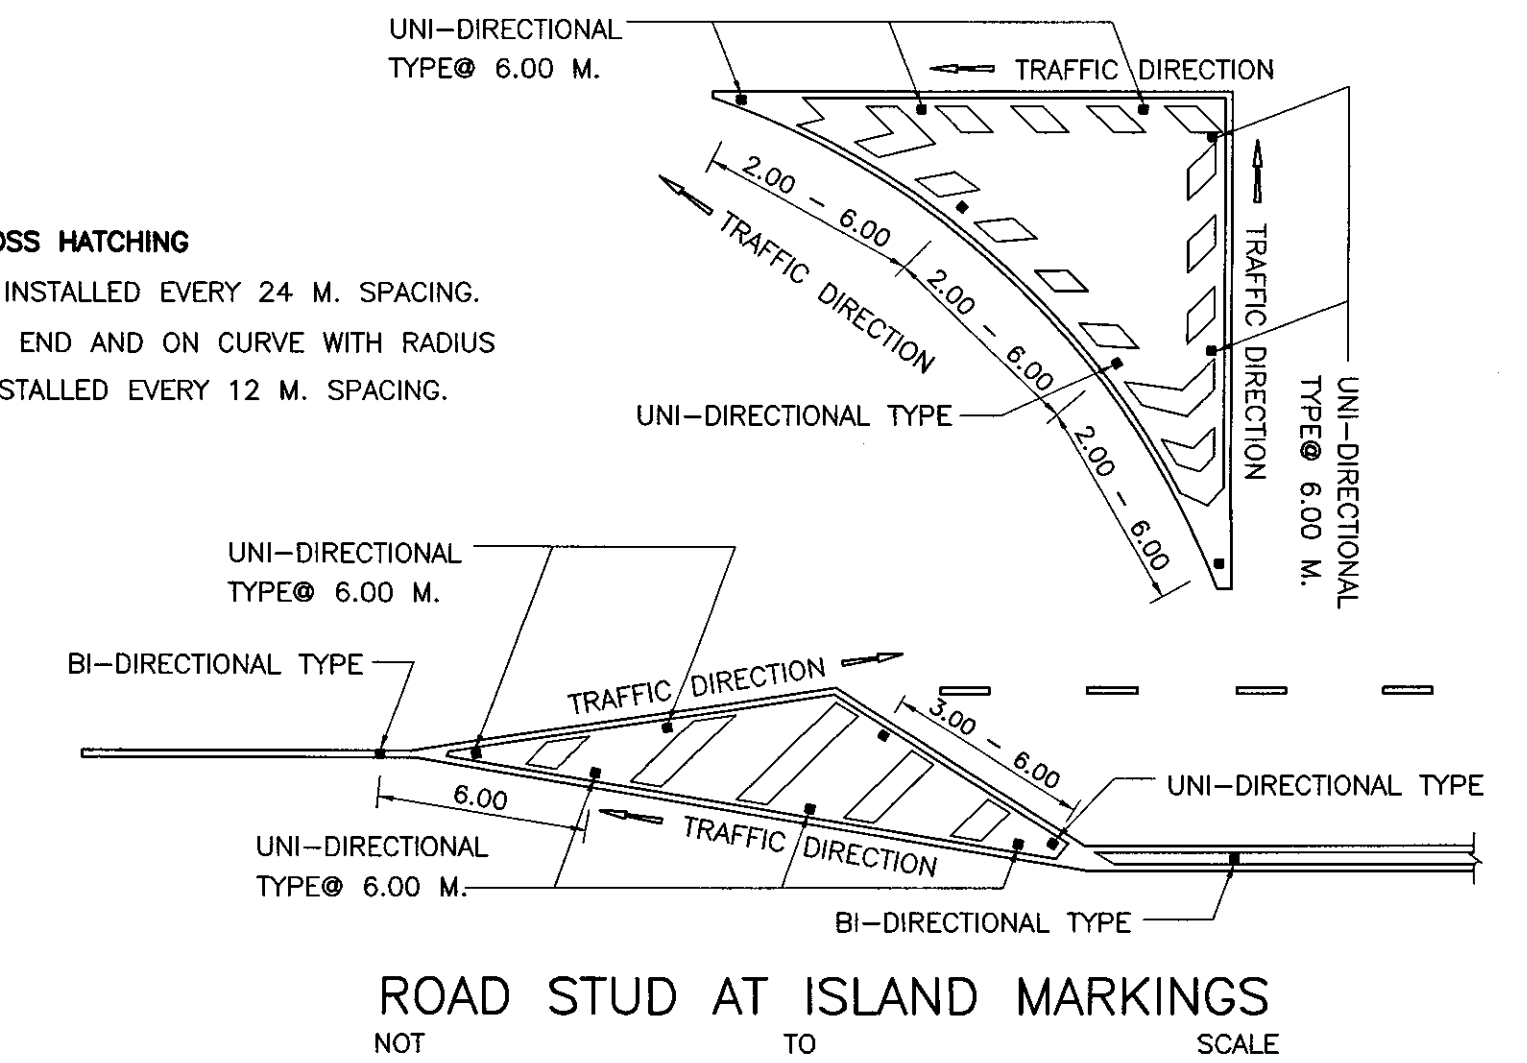 UNI-DIRECTIONAL
TYPE@ 6.00 M.
TRAFFIC DIRECTION
2.00 - 6.00
TRAFFIC DIRECTION
TRAFFIC DIRECTION
HATCHING
INSTALLED EVERY 24 M. SPACING.
END AND ON CURVE WITH RADIUS
EVERY 12 M. SPACING.
2.00 - 6.00
UNI-DIRECTIONAL TYPE
UNI-DIRECTIONAL
TYPE@ 6.00 M.
2.00 - 6.00
UNI-DIRECTIONAL
TYPE@ 6.00 M.
BI-DIRECTIONAL TYPE
TRAFFIC DIRECTION
3.00 - 6.00
6.00
UNI-DIRECTIONAL TYPE
TRAFFIC DIRECTION
UNI-DIRECTIONAL
TYPE@ 6.00 M.
BI-DIRECTIONAL TYPE
ROAD STUD AT ISLAND MARKINGS
NOT TO SCALE